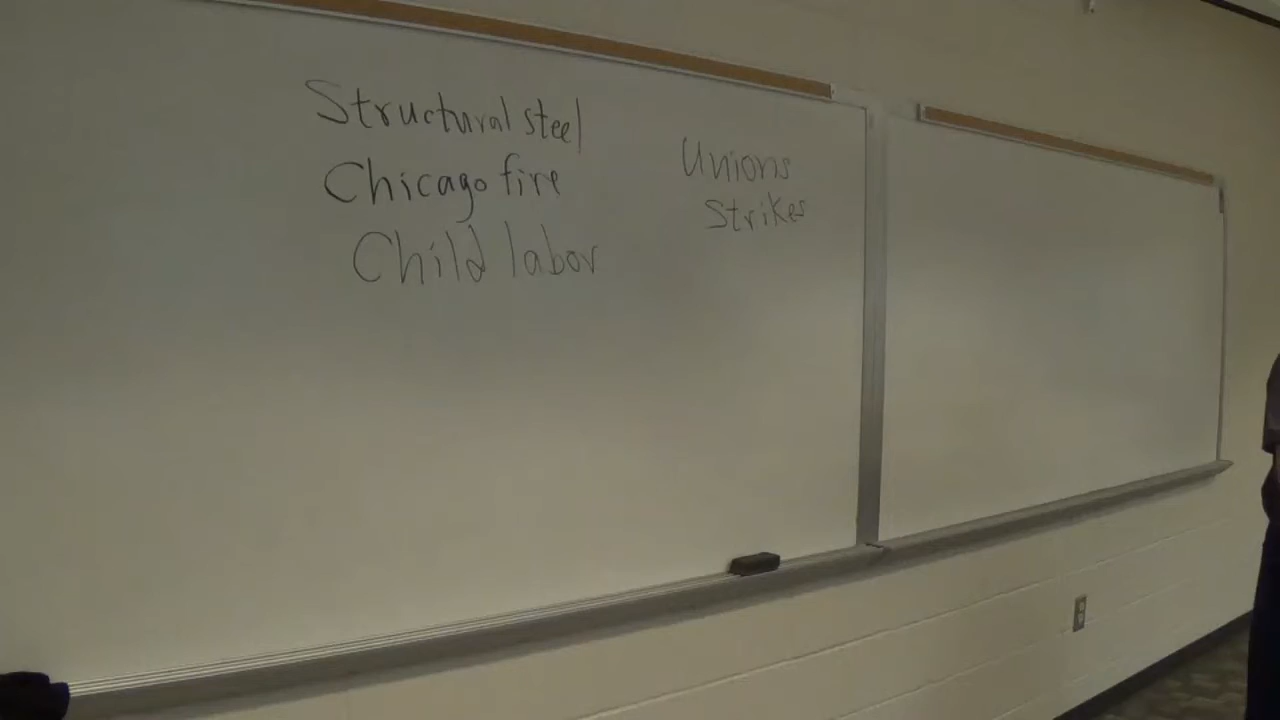 Structural steel
Chicago fire
Child labor
Unions
Strikes